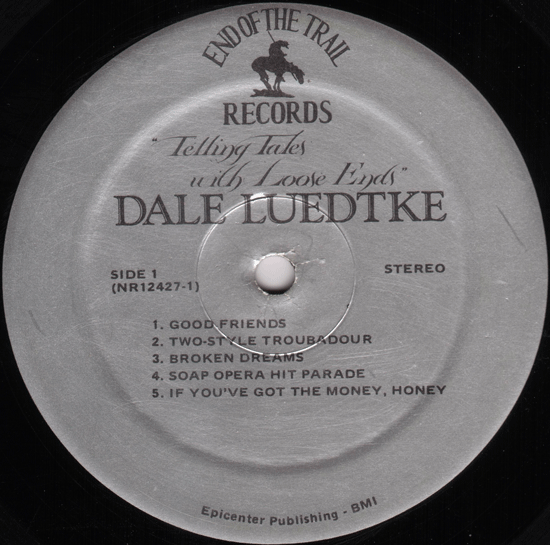 END OF THE TRAIL
RECORDS
"Telling Tales
with Loose Ends"
DALE LUEDTKE
SIDE 1
(NR12427-1)
STEREO
1. GOOD FRIENDS
2. TWO-STYLE TROUBADOUR
3. BROKEN DREAMS
4. SOAP OPERA HIT PARADE
5. IF YOU'VE GOT THE MONEY, HONEY
Epicenter Publishing - BMI